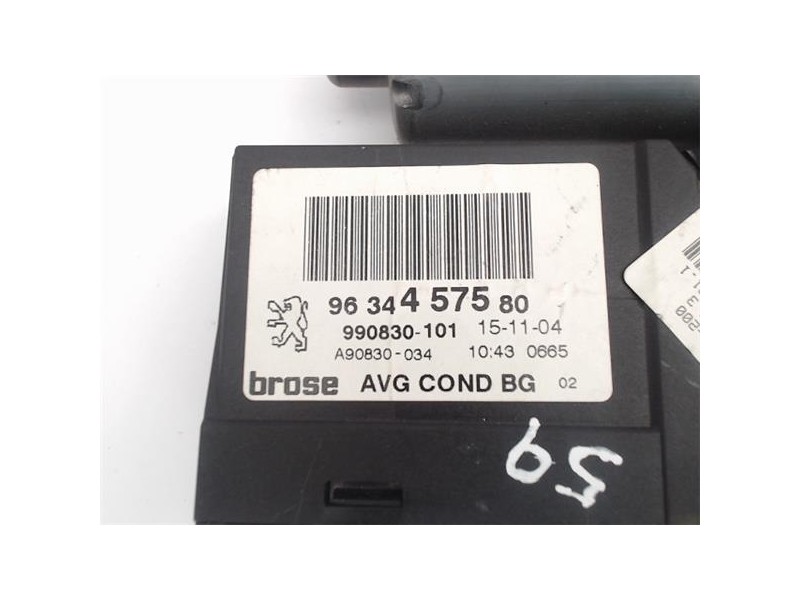 96 34 4 575 80
990830-101 15-11-04
A90830-034 10:43 0665
brose AVG COND BG 02
59